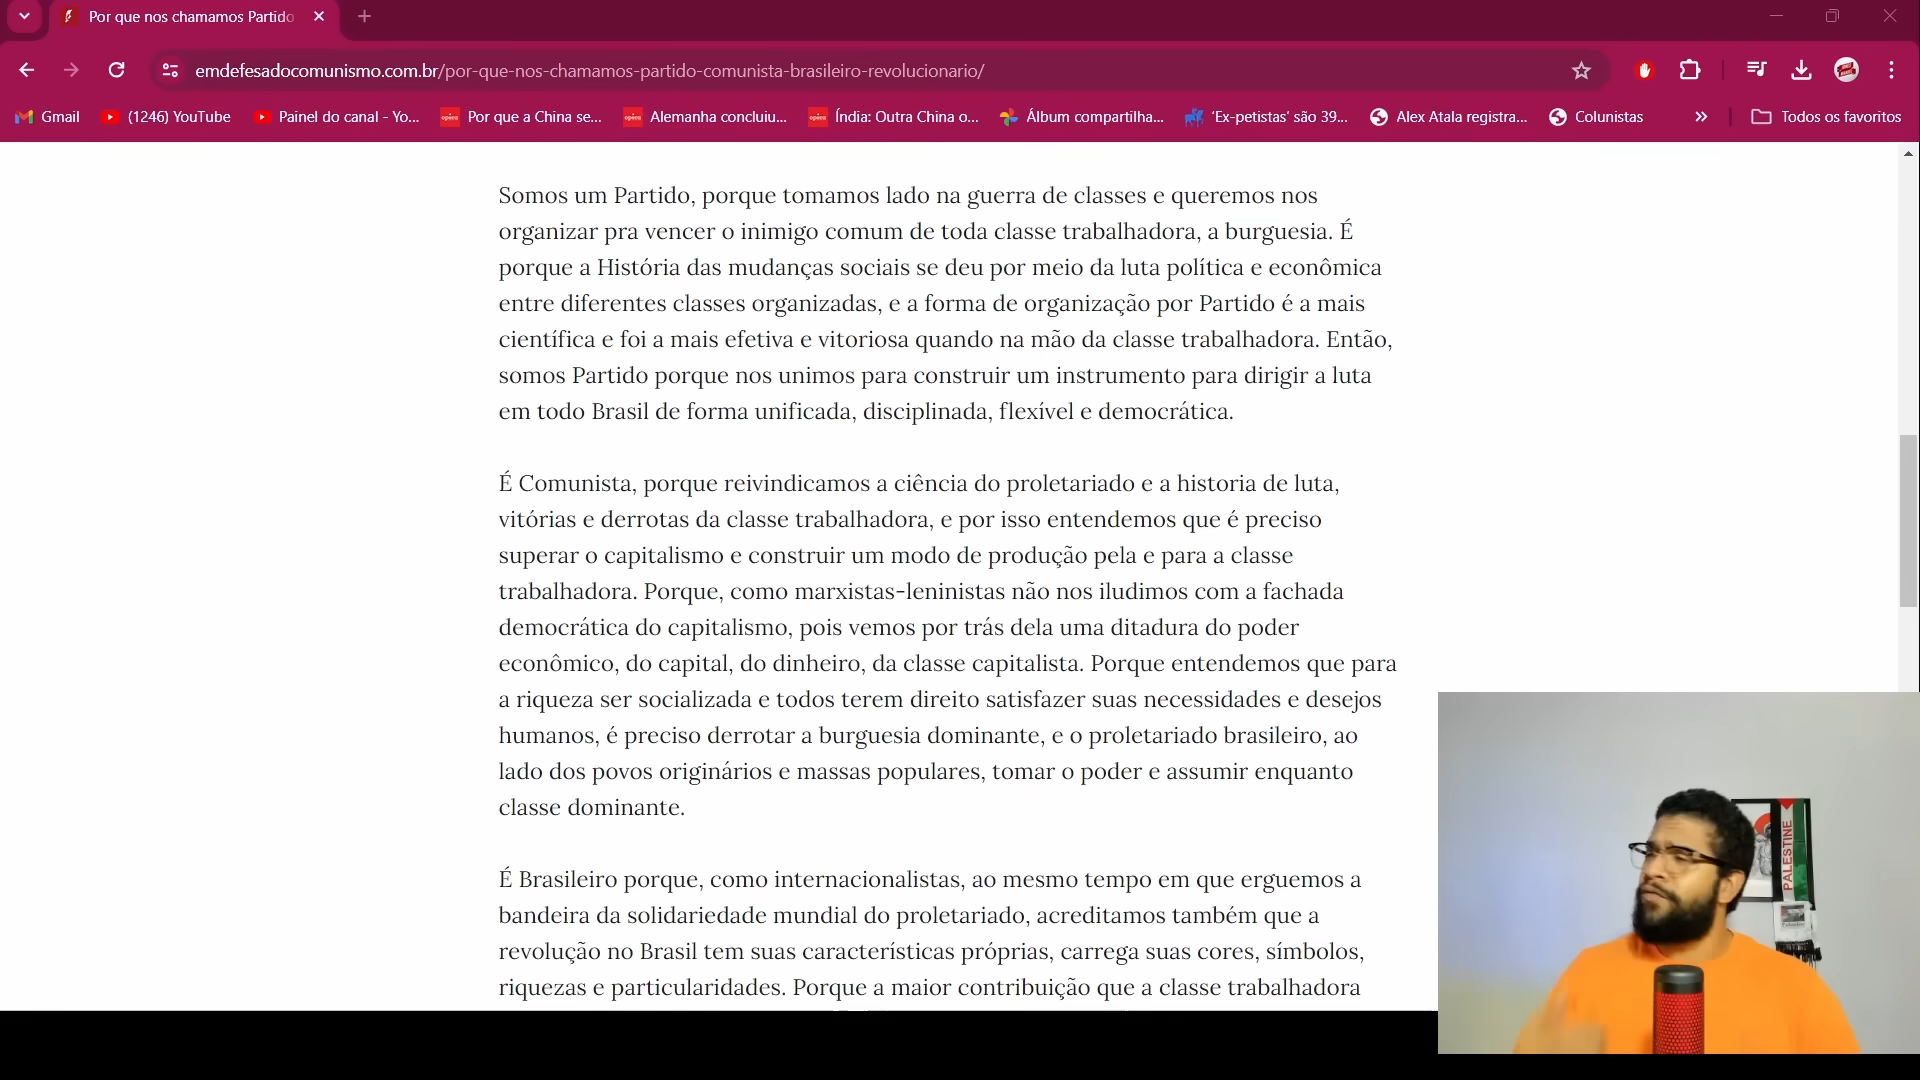 Por que nos chamamos Partido
emdefesadocomunismo.com.br/por-que-nos-chamamos-partido-comunista-brasileiro-revolucionario/
Gmail (1246) YouTube Painel do canal - Yo... Por que a China se... Alemanha concluiu... Índia: Outra China o... Álbum compartilha... 'Ex-petistas' são 39... Alex Atala registra... Colunistas Todos os favoritos
Somos um Partido, porque tomamos lado na guerra de classes e queremos nos
organizar pra vencer o inimigo comum de toda classe trabalhadora, a burguesia. É
porque a História das mudanças sociais se deu por meio da luta política e econômica
entre diferentes classes organizadas, e a forma de organização por Partido é a mais
científica e foi a mais efetiva e vitoriosa quando na mão da classe trabalhadora. Então,
somos Partido porque nos unimos para construir um instrumento para dirigir a luta
em todo Brasil de forma unificada, disciplinada, flexível e democrática.
É Comunista, porque reivindicamos a ciência do proletariado e a historia de luta,
vitórias e derrotas da classe trabalhadora, e por isso entendemos que é preciso
superar o capitalismo e construir um modo de produção pela e para a classe
trabalhadora. Porque, como marxistas-leninistas não nos iludimos com a fachada
democrática do capitalismo, pois vemos por trás dela uma ditadura do poder
econômico, do capital, do dinheiro, da classe capitalista. Porque entendemos que para
a riqueza ser socializada e todos terem direito satisfazer suas necessidades e desejos
humanos, é preciso derrotar a burguesia dominante, e o proletariado brasileiro, ao
lado dos povos originários e massas populares, tomar o poder e assumir enquanto
classe dominante.
É Brasileiro porque, como internacionalistas, ao mesmo tempo em que erguemos a
bandeira da solidariedade mundial do proletariado, acreditamos também que a
revolução no Brasil tem suas características próprias, carrega suas cores, símbolos,
riquezas e particularidades. Porque a maior contribuição que a classe trabalhadora
PALESTINE